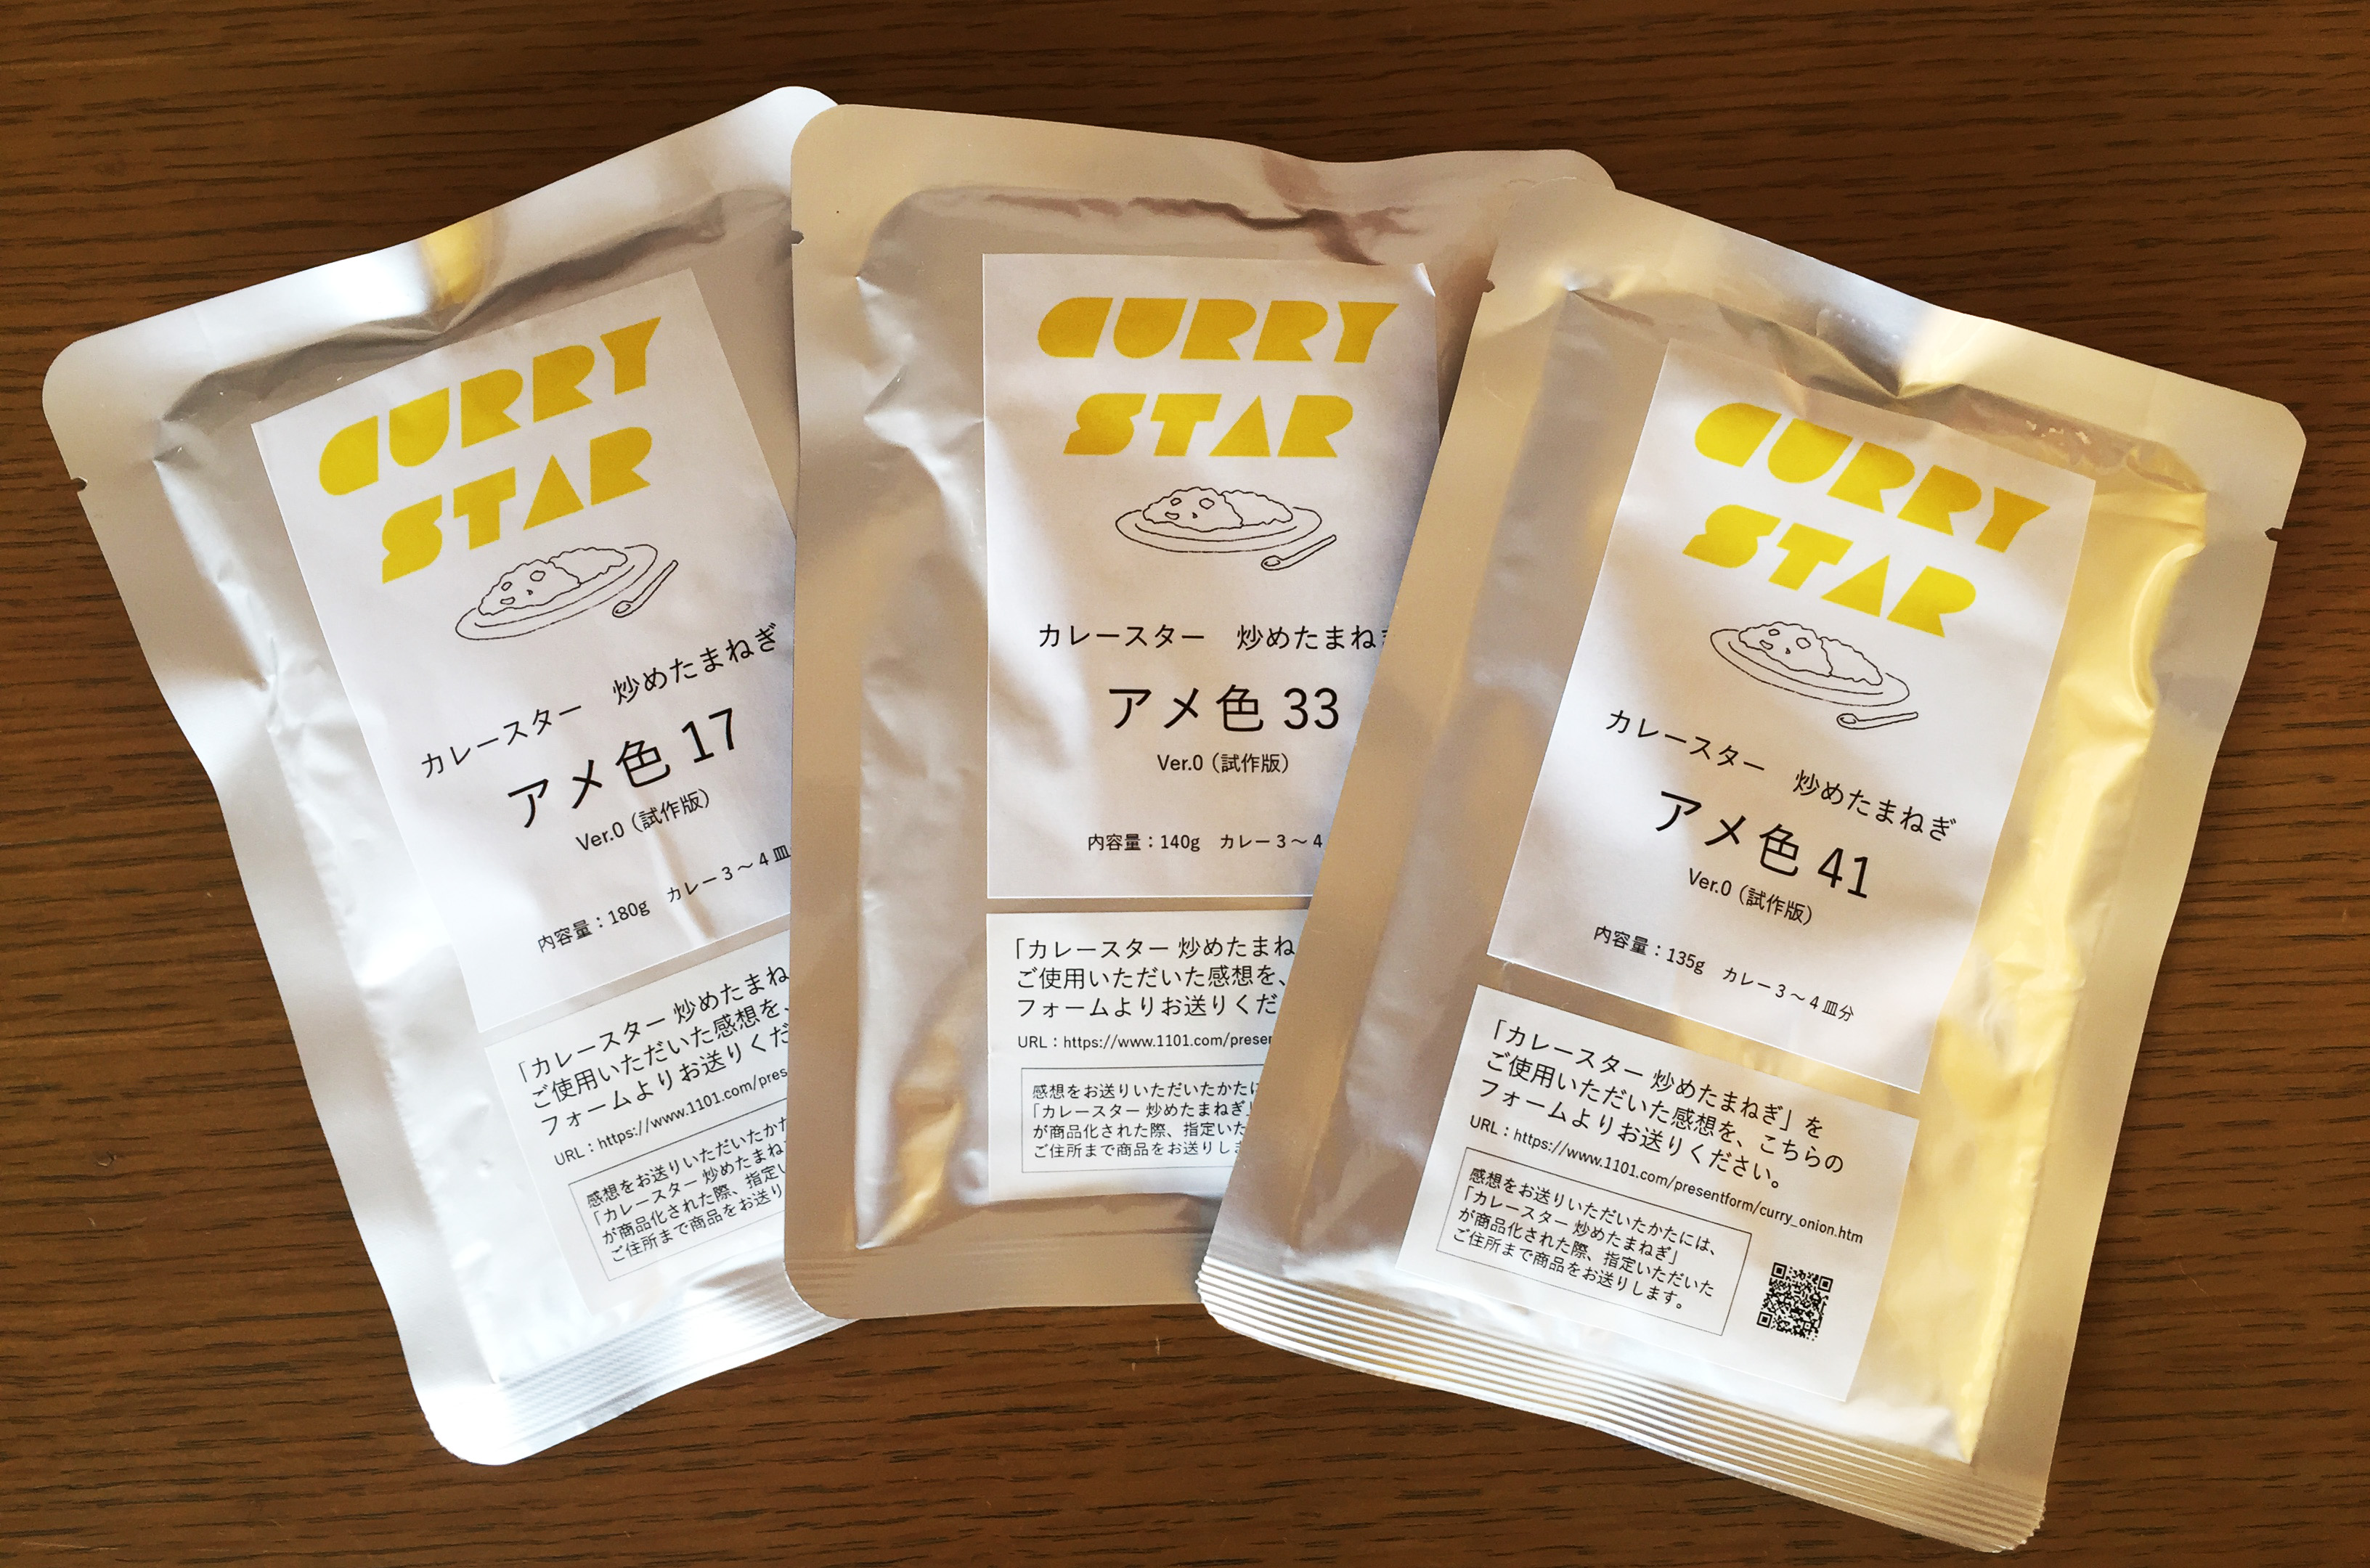 CURRY
STAR
カレースター 炒めたまねぎ
アメ色 17
Ver.0（試作版）
内容量：180g カレー3〜4皿
「カレースター 炒めたまね
ご使用いただいた感想を、
フォームよりお送りくだ
URL：https://www.1101.com/pres
感想をお送りいただいたかた
「カレースター 炒めたまね
が商品化された際、指定い
ご住所まで商品をお送り
CURRY
STAR
カレースター 炒めたまね
アメ色 33
Ver.0（試作版）
内容量：140g カレー3〜4
「カレースター 炒めたまね
ご使用いただいた感想を、
フォームよりお送りくだ
URL：https://www.1101.com/presen
感想をお送りいただいたかたに
「カレースター 炒めたまねぎ」
が商品化された際、指定いた
ご住所まで商品をお送りしま
CURRY
STAR
カレースター 炒めたまねぎ
アメ色 41
Ver.0（試作版）
内容量：135g カレー3〜4皿分
「カレースター 炒めたまねぎ」を
ご使用いただいた感想を、こちらの
フォームよりお送りください。
URL：https://www.1101.com/presentform/curry_onion.htm
感想をお送りいただいたかたには、
「カレースター 炒めたまねぎ」
が商品化された際、指定いただいた
ご住所まで商品をお送りします。